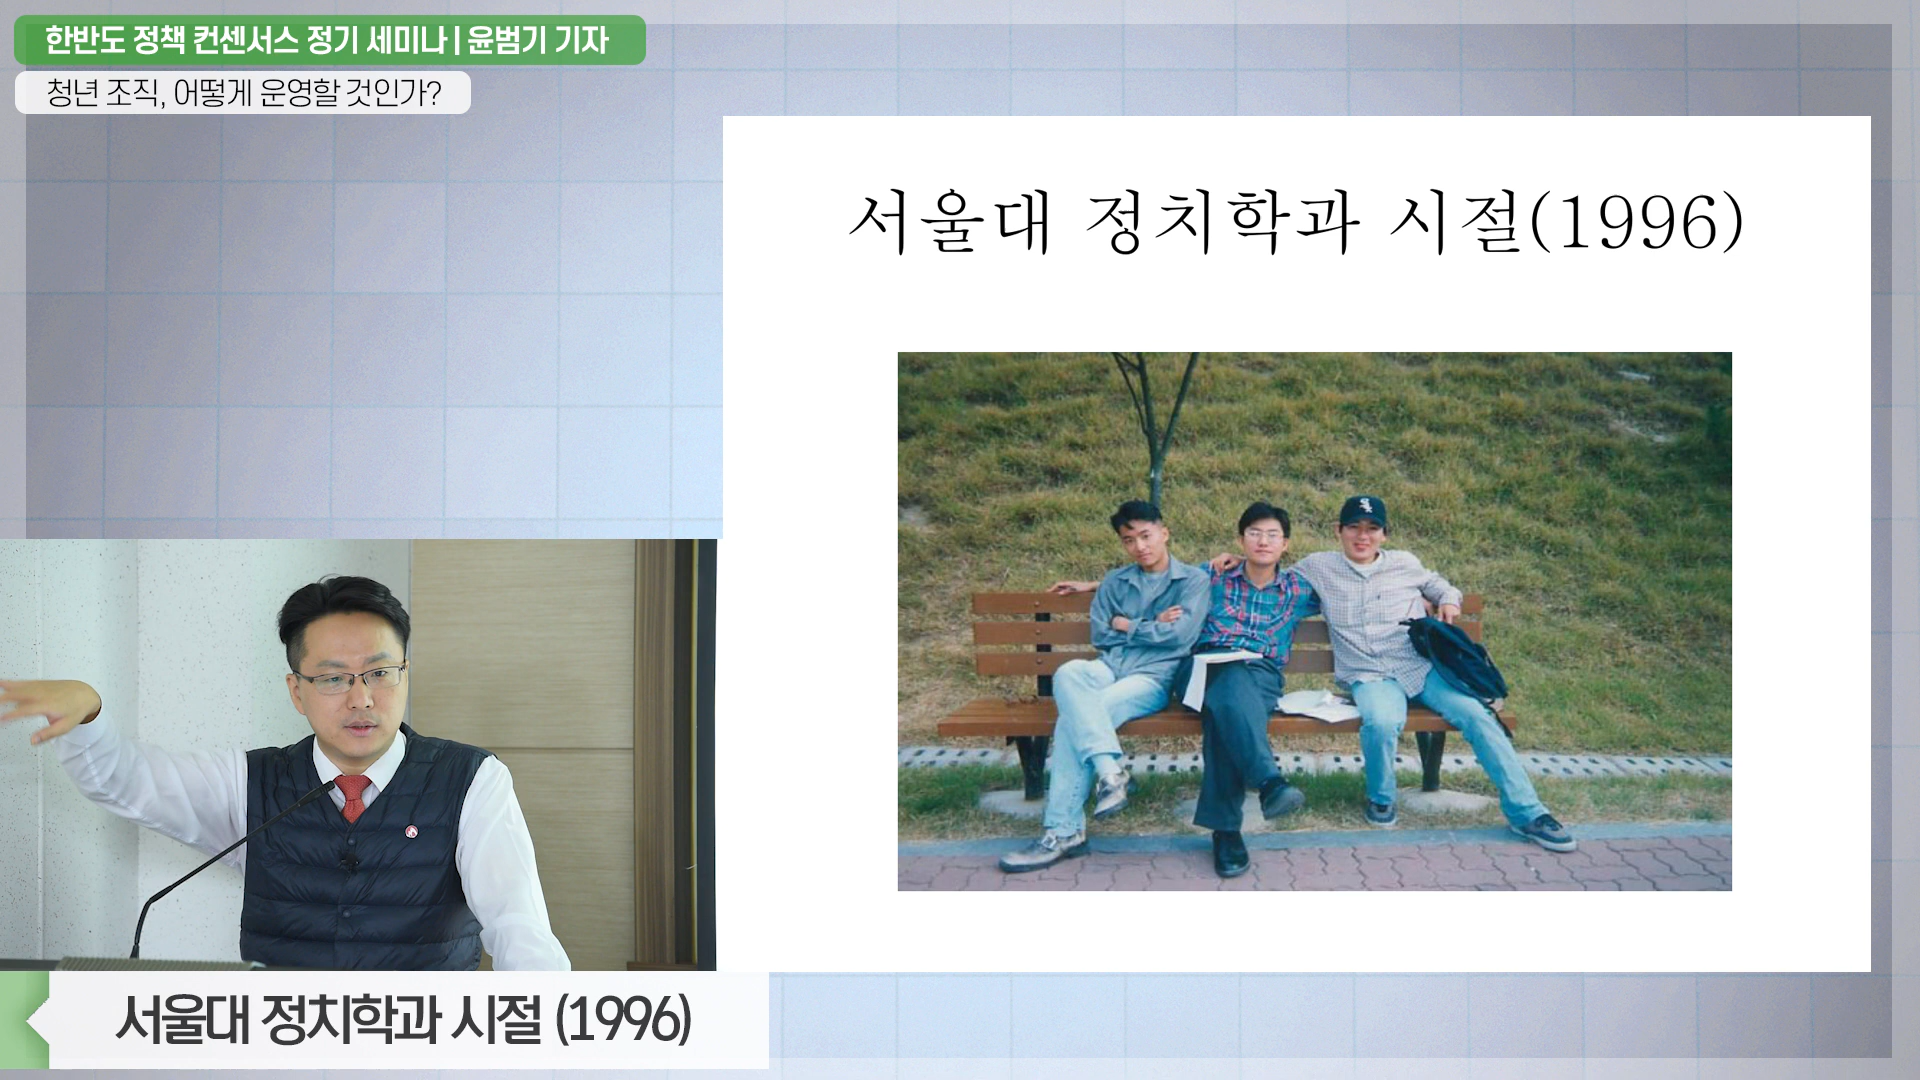 한반도 정책 컨센서스 정기 세미나 | 윤범기 기자
청년 조직, 어떻게 운영할 것인가?
서울대 정치학과 시절(1996)
서울대 정치학과 시절 (1996)